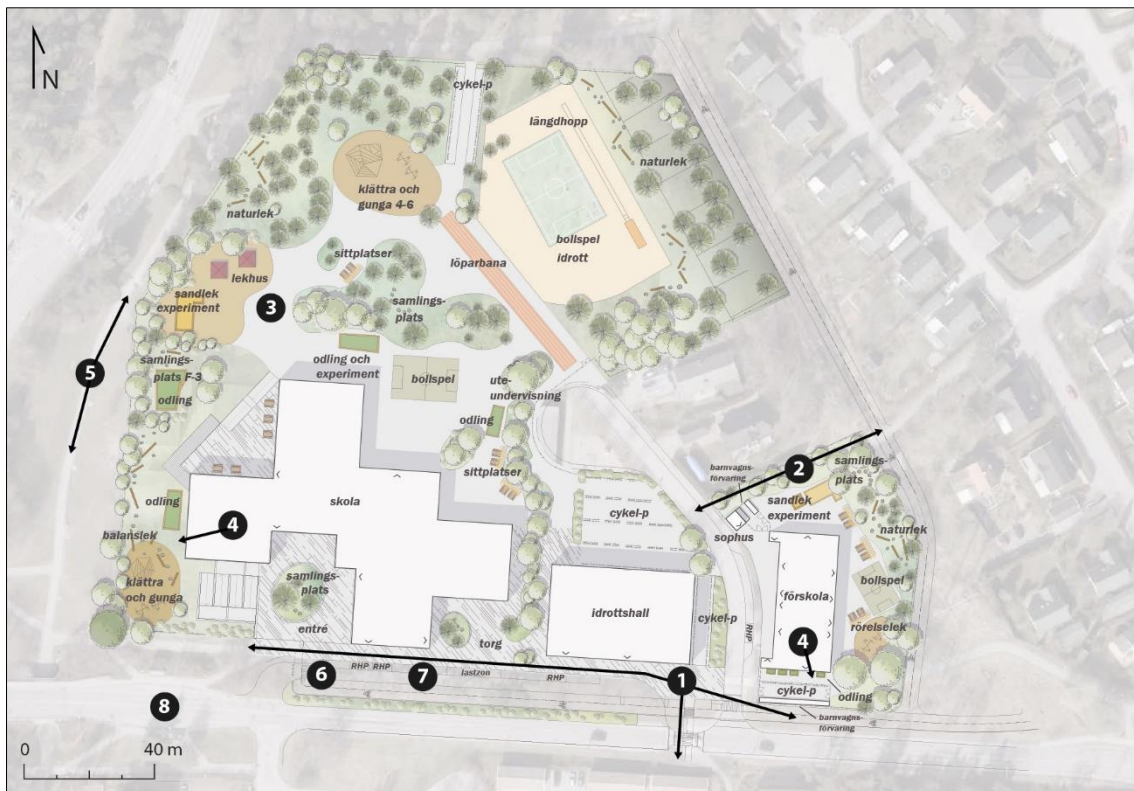 N
cykel-p
längdhopp
klättra och
gunga 4-6
naturlek
naturlek
bollspel
idrott
sittplatser
löparbana
lekhus
sandlek
experiment
3
samlings-
plats
5
samlings-
plats F-3
odling
odling och
experiment
bollspel
ute-
undervisning
odling
sittplatser
barnvagns-
förvaring
2
samlings-
plats
sandlek
experiment
naturlek
odling
skola
cykel-p
sophus
4
balanslek
klättra
och gunga
samlings-
plats
bollspel
förskola
idrottshall
cykel-p
RHP
rörelselek
entré
torg
4
odling
cykel-p
6
RHP
RHP
7
lastzon
RHP
1
barnvagns-
förvaring
8
0
40 m